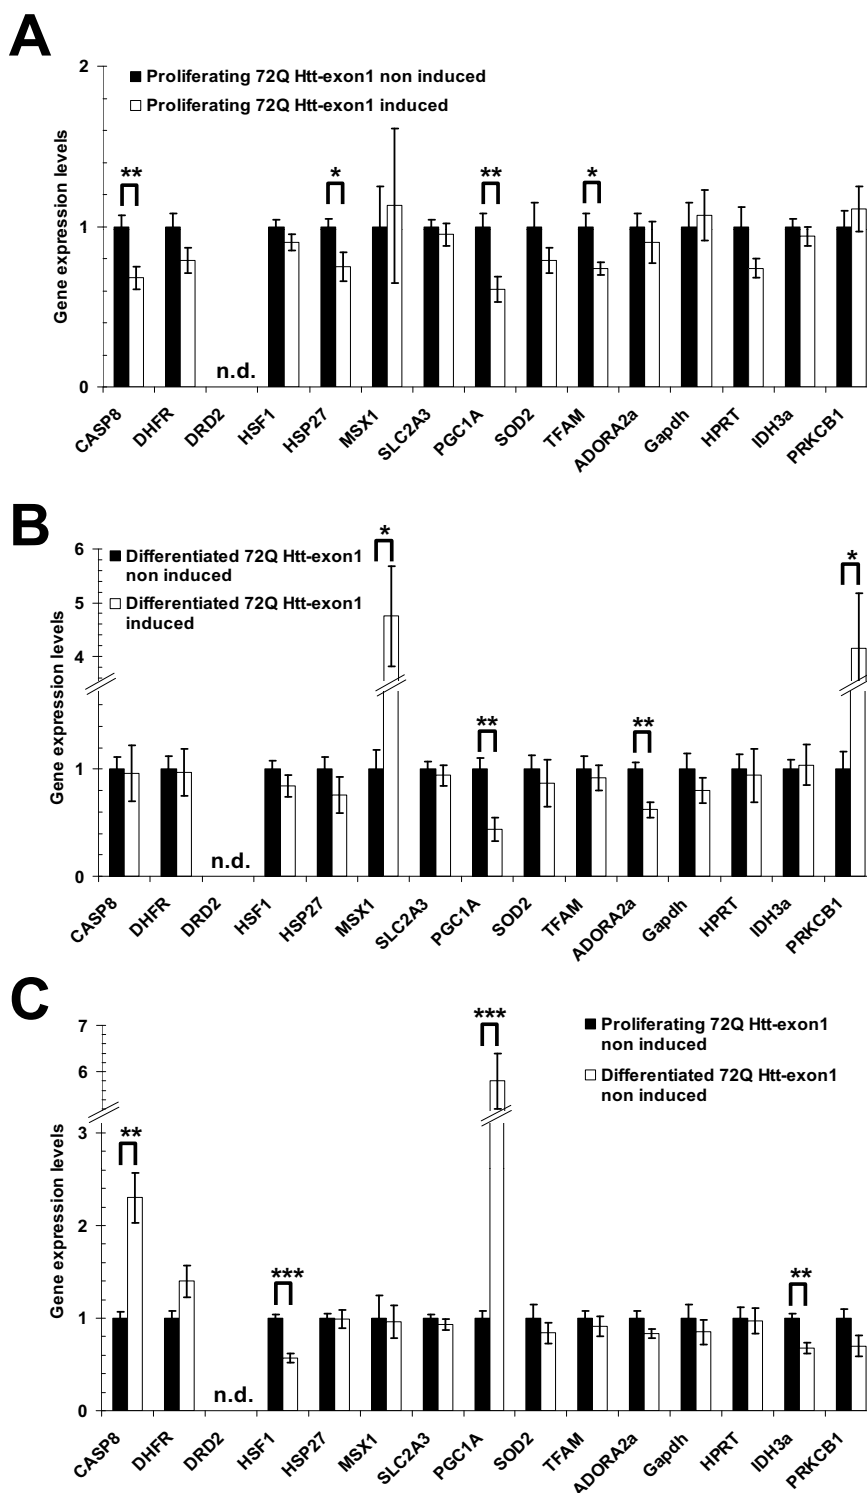 A
2
Proliferating 72Q Htt-exon1 non induced
Proliferating 72Q Htt-exon1 induced
** * ** *
1
Gene expression levels
n.d.
0
CASP8 DHFR DRD2 HSF1 HSP27 MSX1 SLC2A3 PGC1A SOD2 TFAM ADORA2a Gapdh HPRT IDH3a PRKCB1
B
6
Differentiated 72Q Htt-exon1
non induced
Differentiated 72Q Htt-exon1
induced
* *
5
4
Gene expression levels
** **
1
n.d.
0
CASP8 DHFR DRD2 HSF1 HSP27 MSX1 SLC2A3 PGC1A SOD2 TFAM ADORA2a Gapdh HPRT IDH3a PRKCB1
C
7
***
Proliferating 72Q Htt-exon1
non induced
6
Differentiated 72Q Htt-exon1
non induced
3
**
2
Gene expression levels
*** **
1
n.d.
0
CASP8 DHFR DRD2 HSF1 HSP27 MSX1 SLC2A3 PGC1A SOD2 TFAM ADORA2a Gapdh HPRT IDH3a PRKCB1